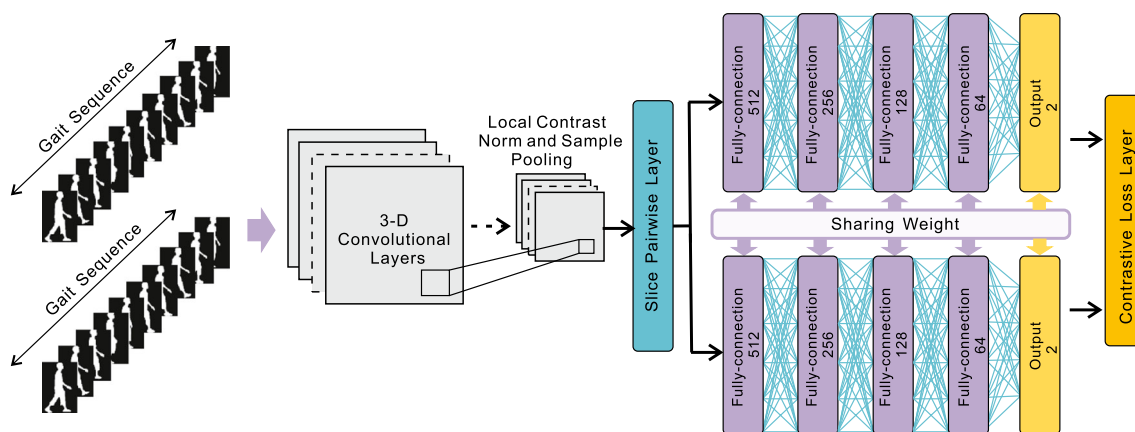 Gait Sequence
Gait Sequence
3-D
Convolutional
Layers
Local Contrast
Norm and Sample
Pooling
Slice Pairwise Layer
Fully-connection
512
Fully-connection
256
Fully-connection
128
Fully-connection
64
Output
2
Sharing Weight
Fully-connection
512
Fully-connection
256
Fully-connection
128
Fully-connection
64
Output
2
Contrastive Loss Layer